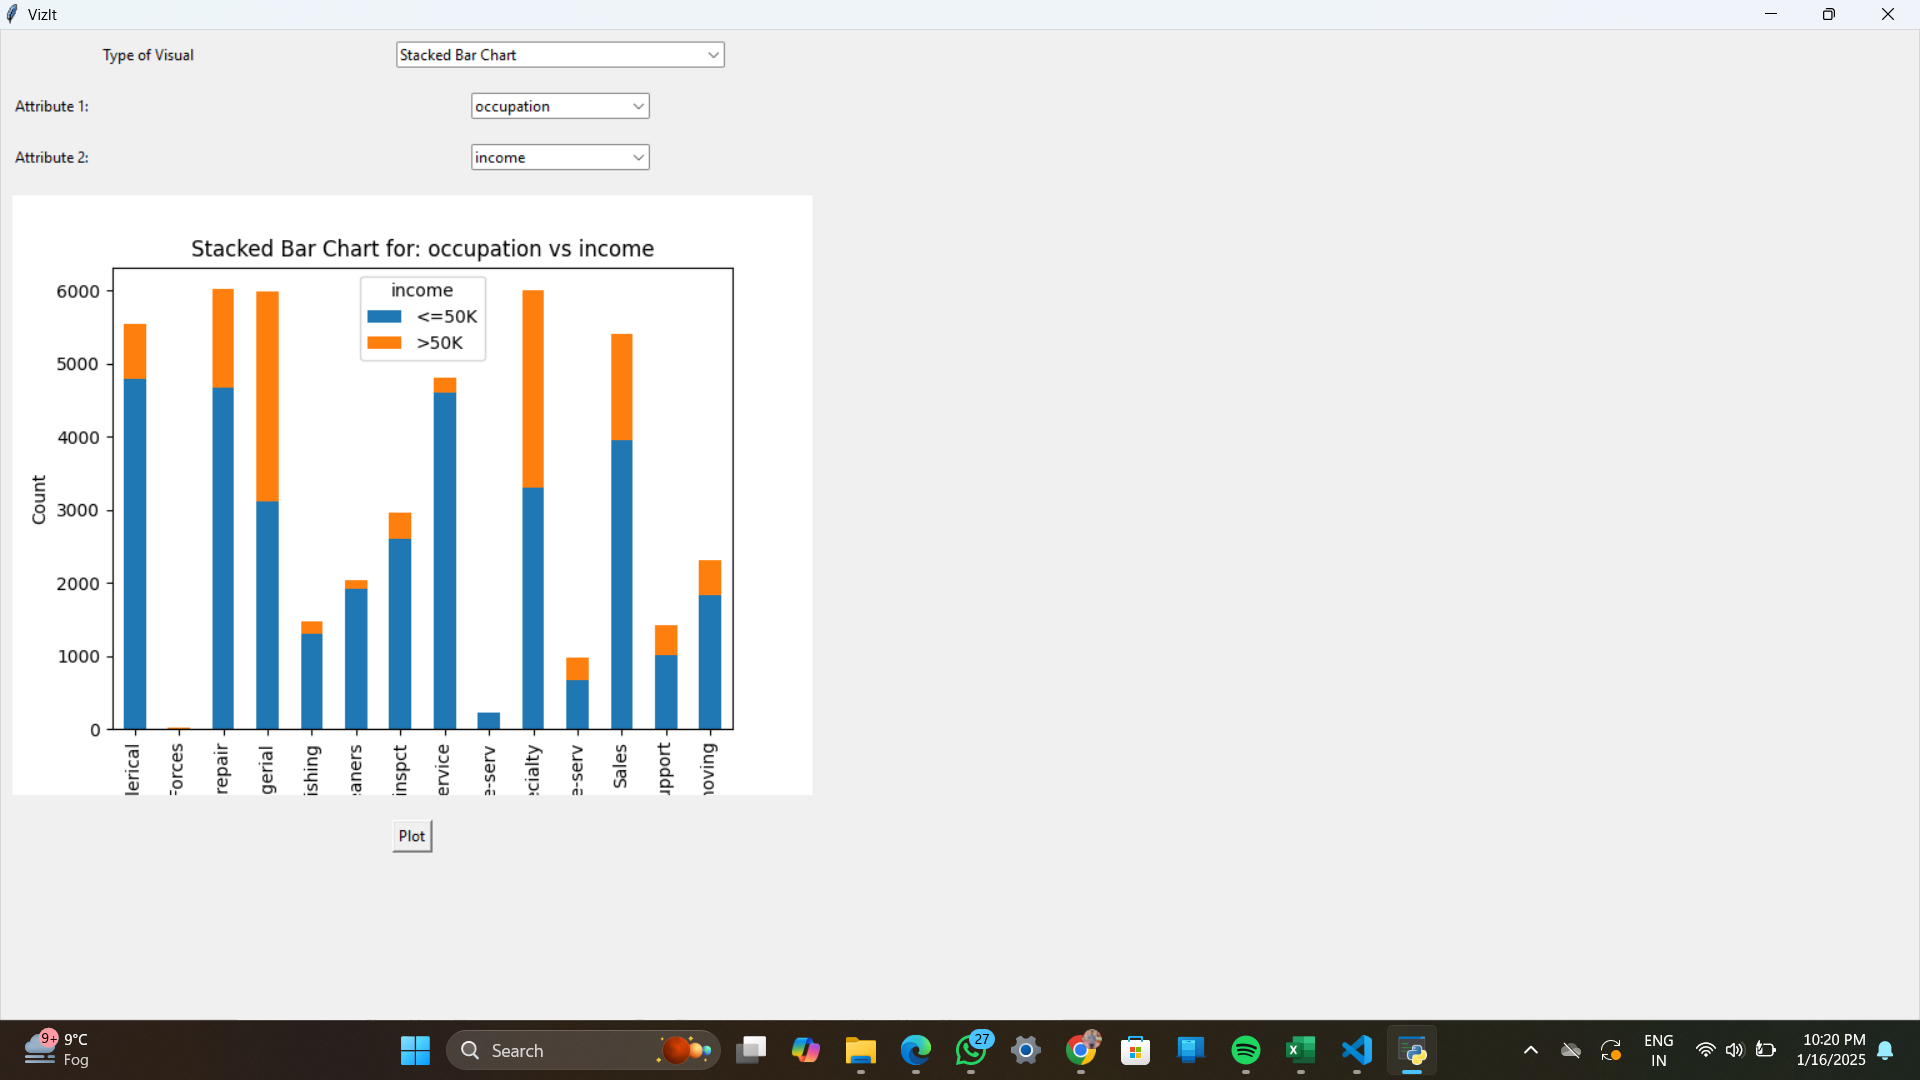 VizIt
Type of Visual
Stacked Bar Chart
Attribute 1:
occupation
Attribute 2:
income
Stacked Bar Chart for: occupation vs income
income
<=50K
>50K
6000
5000
4000
3000
2000
1000
0
Count
lerical
Forces
repair
gerial
ishing
eaners
inspct
ervice
e-serv
cialty
e-serv
Sales
upport
noving
Plot
9+
9°C
Fog
Search
27
ENG
IN
10:20 PM
1/16/2025